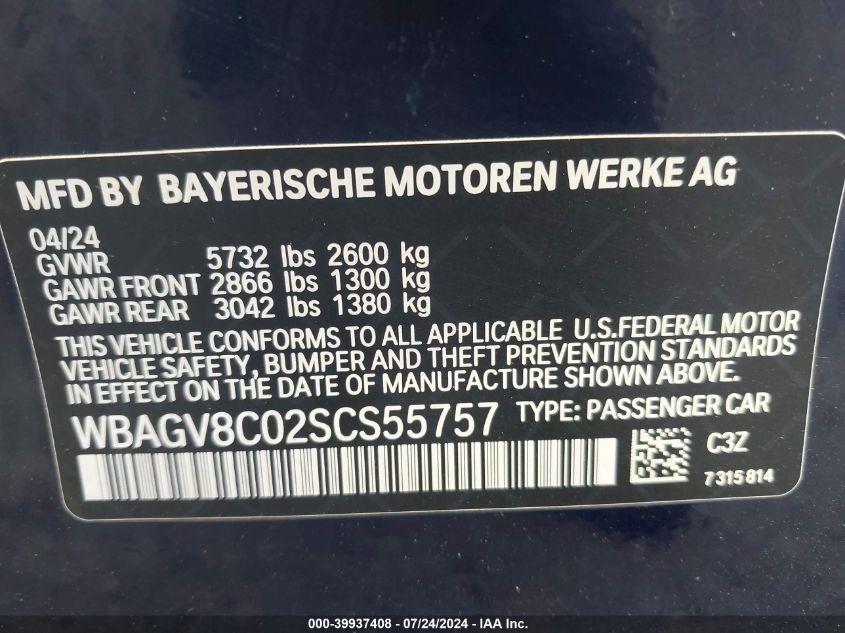 MFD BY BAYERISCHE MOTOREN WERKE AG
04/24
GVWR 5732 lbs 2600 kg
GAWR FRONT 2866 lbs 1300 kg
GAWR REAR 3042 lbs 1380 kg
THIS VEHICLE CONFORMS TO ALL APPLICABLE U.S.FEDERAL MOTOR
VEHICLE SAFETY, BUMPER AND THEFT PREVENTION STANDARDS
IN EFFECT ON THE DATE OF MANUFACTURE SHOWN ABOVE.
WBAGV8C02SCS55757 TYPE: PASSENGER CAR
C3Z
7315814
000-39937408 - 07/24/2024 - IAA Inc.